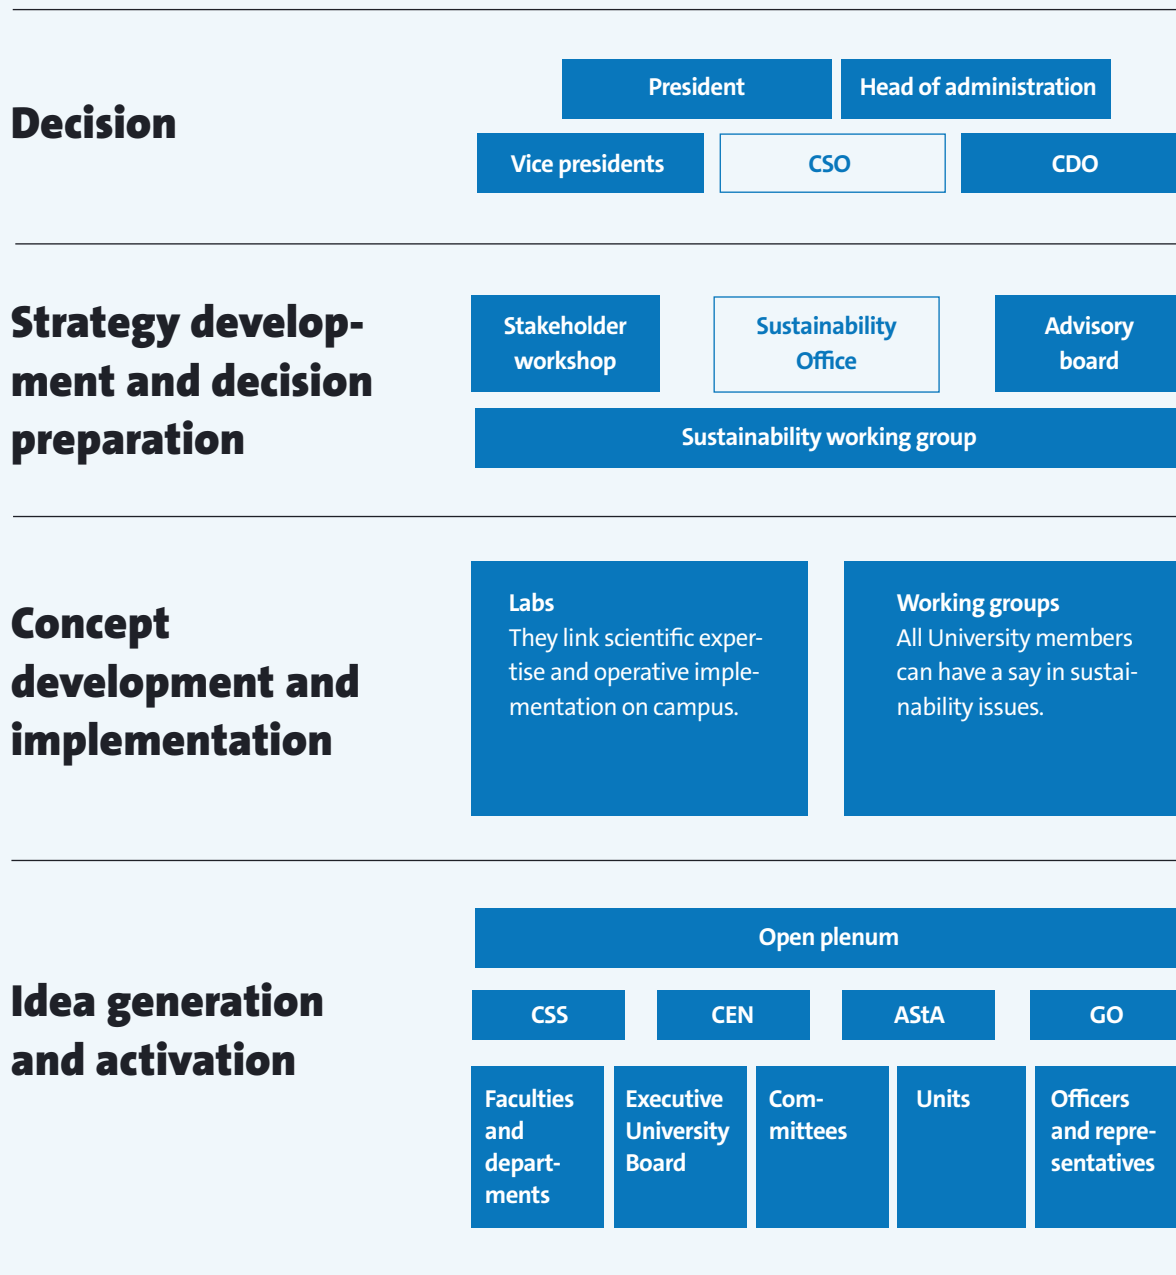 Decision
President
Head of administration
Vice presidents
CSO
CDO
Strategy develop-
ment and decision
preparation
Stakeholder
workshop
Sustainability
Office
Advisory
board
Sustainability working group
Concept
development and
implementation
Labs
They link scientific exper-
tise and operative imple-
mentation on campus.
Working groups
All University members
can have a say in sustai-
nability issues.
Idea generation
and activation
Open plenum
CSS
CEN
AStA
GO
Faculties
and
depart-
ments
Executive
University
Board
Com-
mittees
Units
Officers
and repre-
sentatives